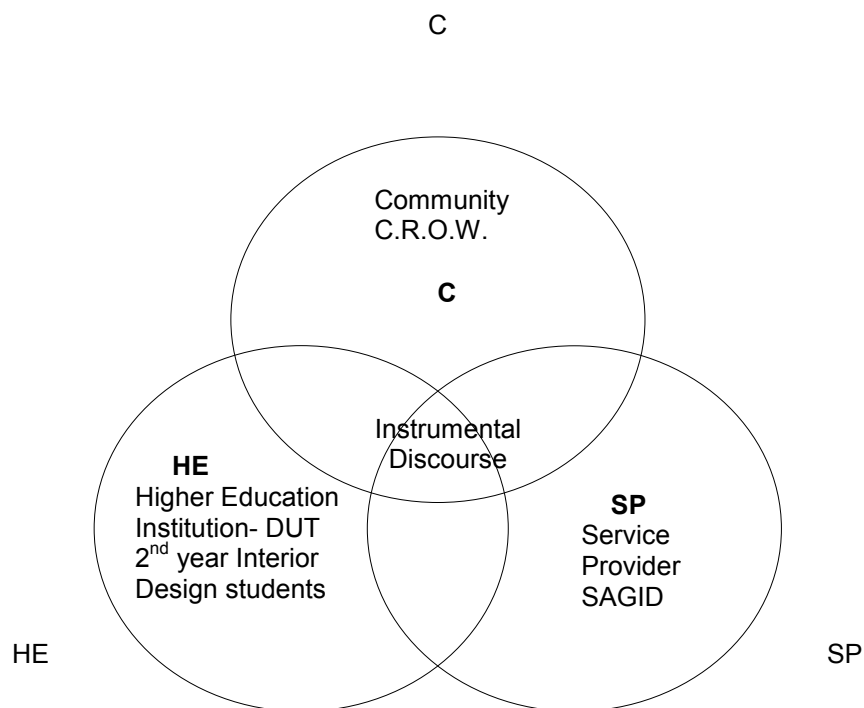 C
Community
C.R.O.W.
C
Instrumental
Discourse
HE
Higher Education
Institution- DUT
2nd year Interior
Design students
SP
Service
Provider
SAGID
HE
SP